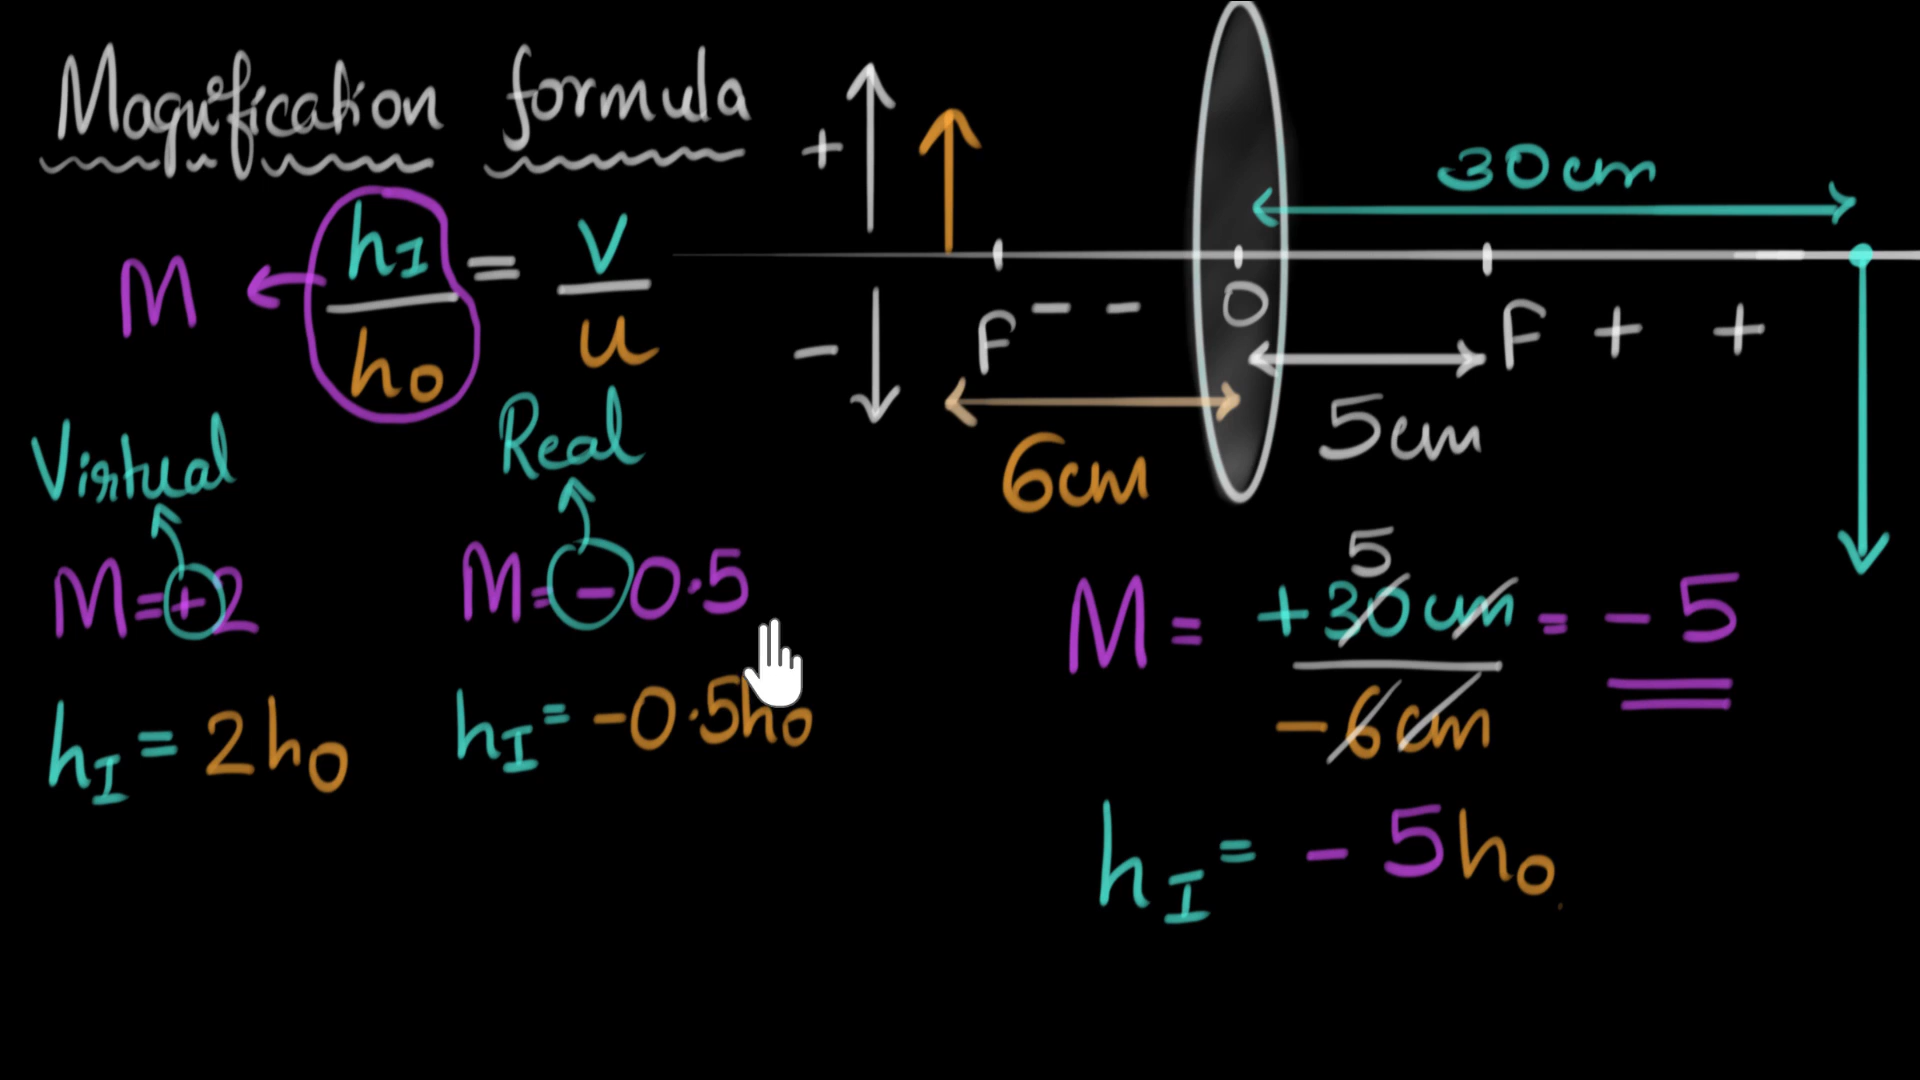 Magnification formula
M ← hI/hO = v/u
Virtual
Real
M=+2
M=-0.5
hI = 2hO
hI = -0.5hO
+
-
30cm
F - - O F + +
6cm
5cm
5
M = +30cm/-6cm = -5
hI = -5hO